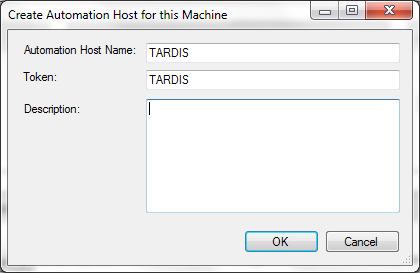 Create Automation Host for this Machine
Automation Host Name: TARDIS
Token: TARDIS
Description:
OK Cancel